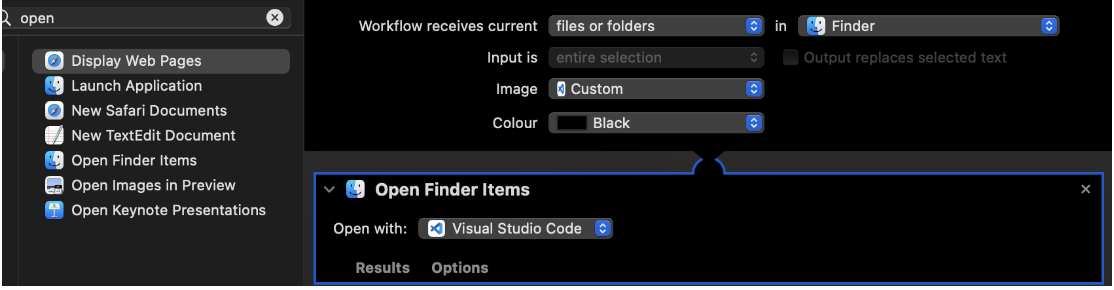 open
Display Web Pages
Launch Application
New Safari Documents
New TextEdit Document
Open Finder Items
Open Images in Preview
Open Keynote Presentations
Workflow receives current files or folders in Finder
Input is entire selection Output replaces selected text
Image Custom
Colour Black
Open Finder Items
Open with: Visual Studio Code
Results Options